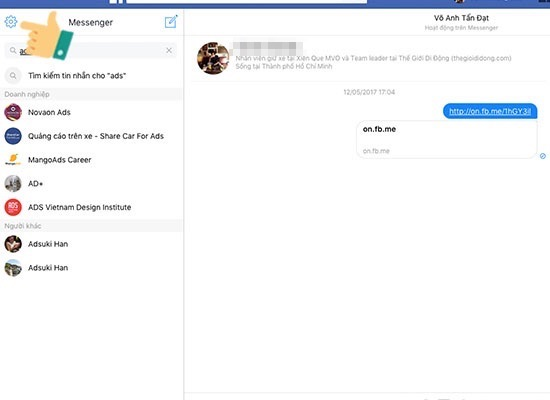 Messenger
Tìm kiếm tin nhắn cho "ads"
Doanh nghiệp
Novaon Ads
Quảng cáo trên xe - Share Car For Ads
MangoAds Career
AD+
ADS Vietnam Design Institute
Người khác
Adsuki Han
Adsuki Han
Võ Anh Tấn Đạt
Hoạt động trên Messenger
Nhân viên giữ xe tại Xiên Que MVO và Team leader tại Thế Giới Di Động (thegioididong.com)
Sống tại Thành phố Hồ Chí Minh
12/05/2017 17:04
http://on.fb.me/1hGY3iI
on.fb.me
on.fb.me